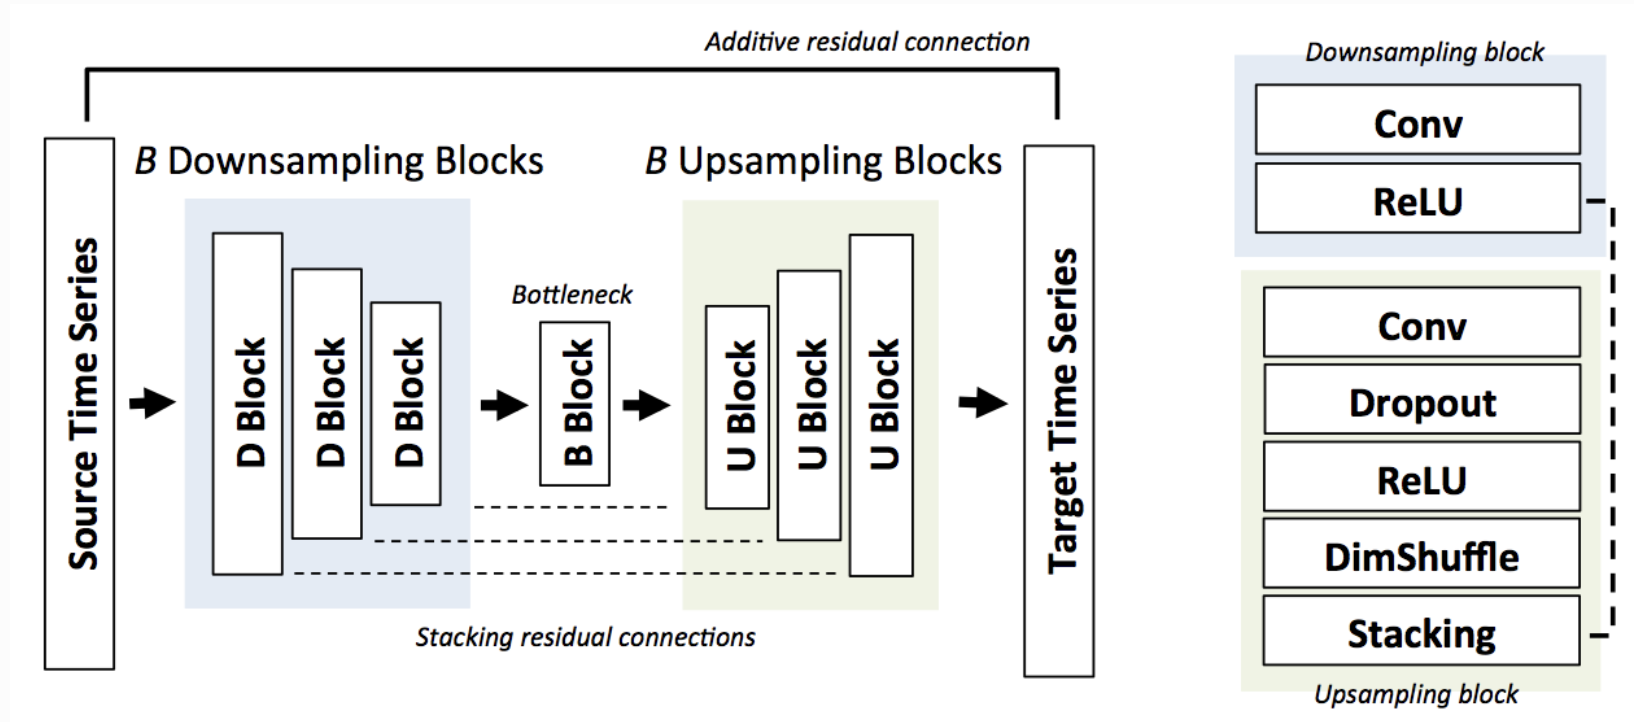 Additive residual connection
B Downsampling Blocks
B Upsampling Blocks
Source Time Series
D Block
D Block
D Block
Bottleneck
B Block
U Block
U Block
U Block
Target Time Series
Stacking residual connections
Downsampling block
Conv
ReLU
Conv
Dropout
ReLU
DimShuffle
Stacking
Upsampling block